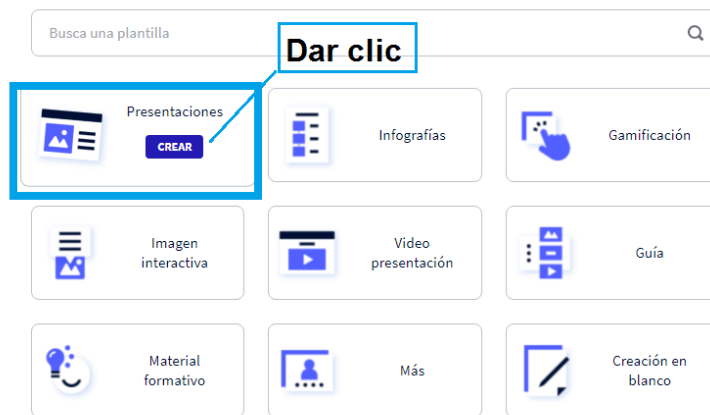 Busca una plantilla
Dar clic
Presentaciones
CREAR
Infografías
Gamificación
Imagen
interactiva
Video
presentación
Guía
Material
formativo
Más
Creación en
blanco